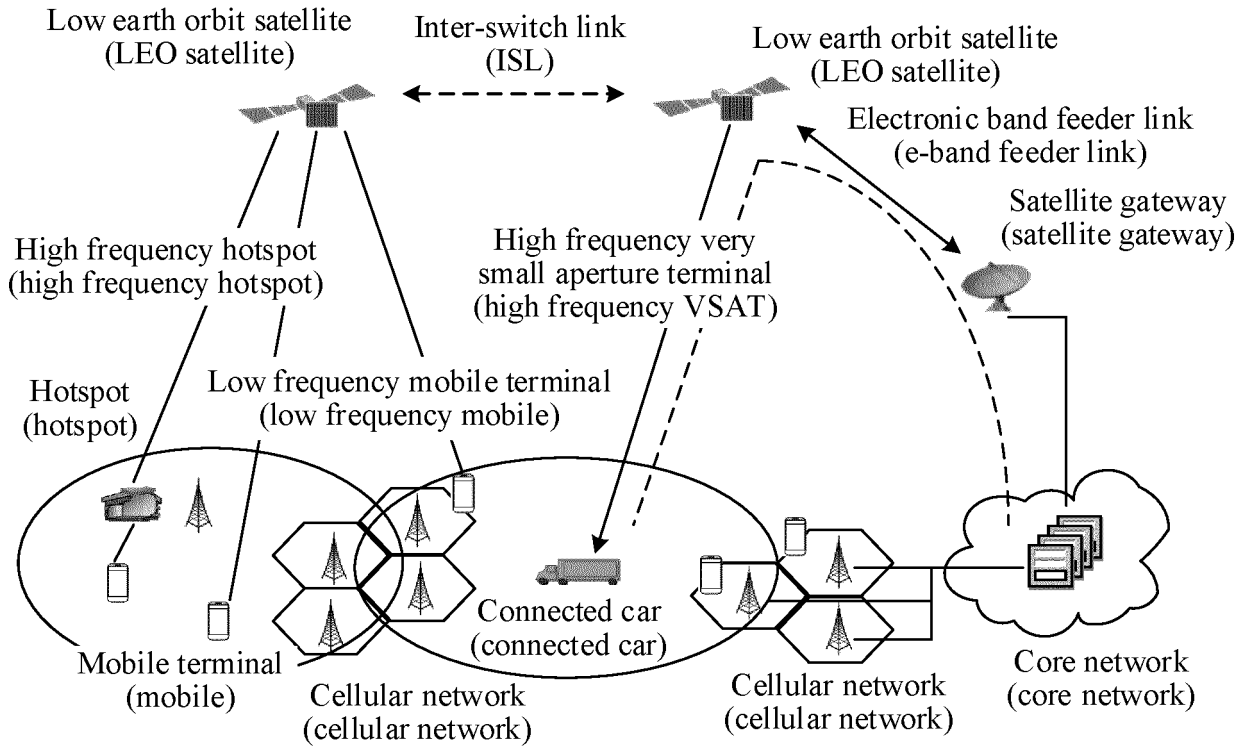 Low earth orbit satellite
(LEO satellite)
Inter-switch link
(ISL)
Low earth orbit satellite
(LEO satellite)
Electronic band feeder link
(e-band feeder link)
Satellite gateway
(satellite gateway)
High frequency hotspot
(high frequency hotspot)
High frequency very
small aperture terminal
(high frequency VSAT)
Low frequency mobile terminal
(low frequency mobile)
Hotspot
(hotspot)
Connected car
(connected car)
Mobile terminal
(mobile)
Cellular network
(cellular network)
Cellular network
(cellular network)
Core network
(core network)